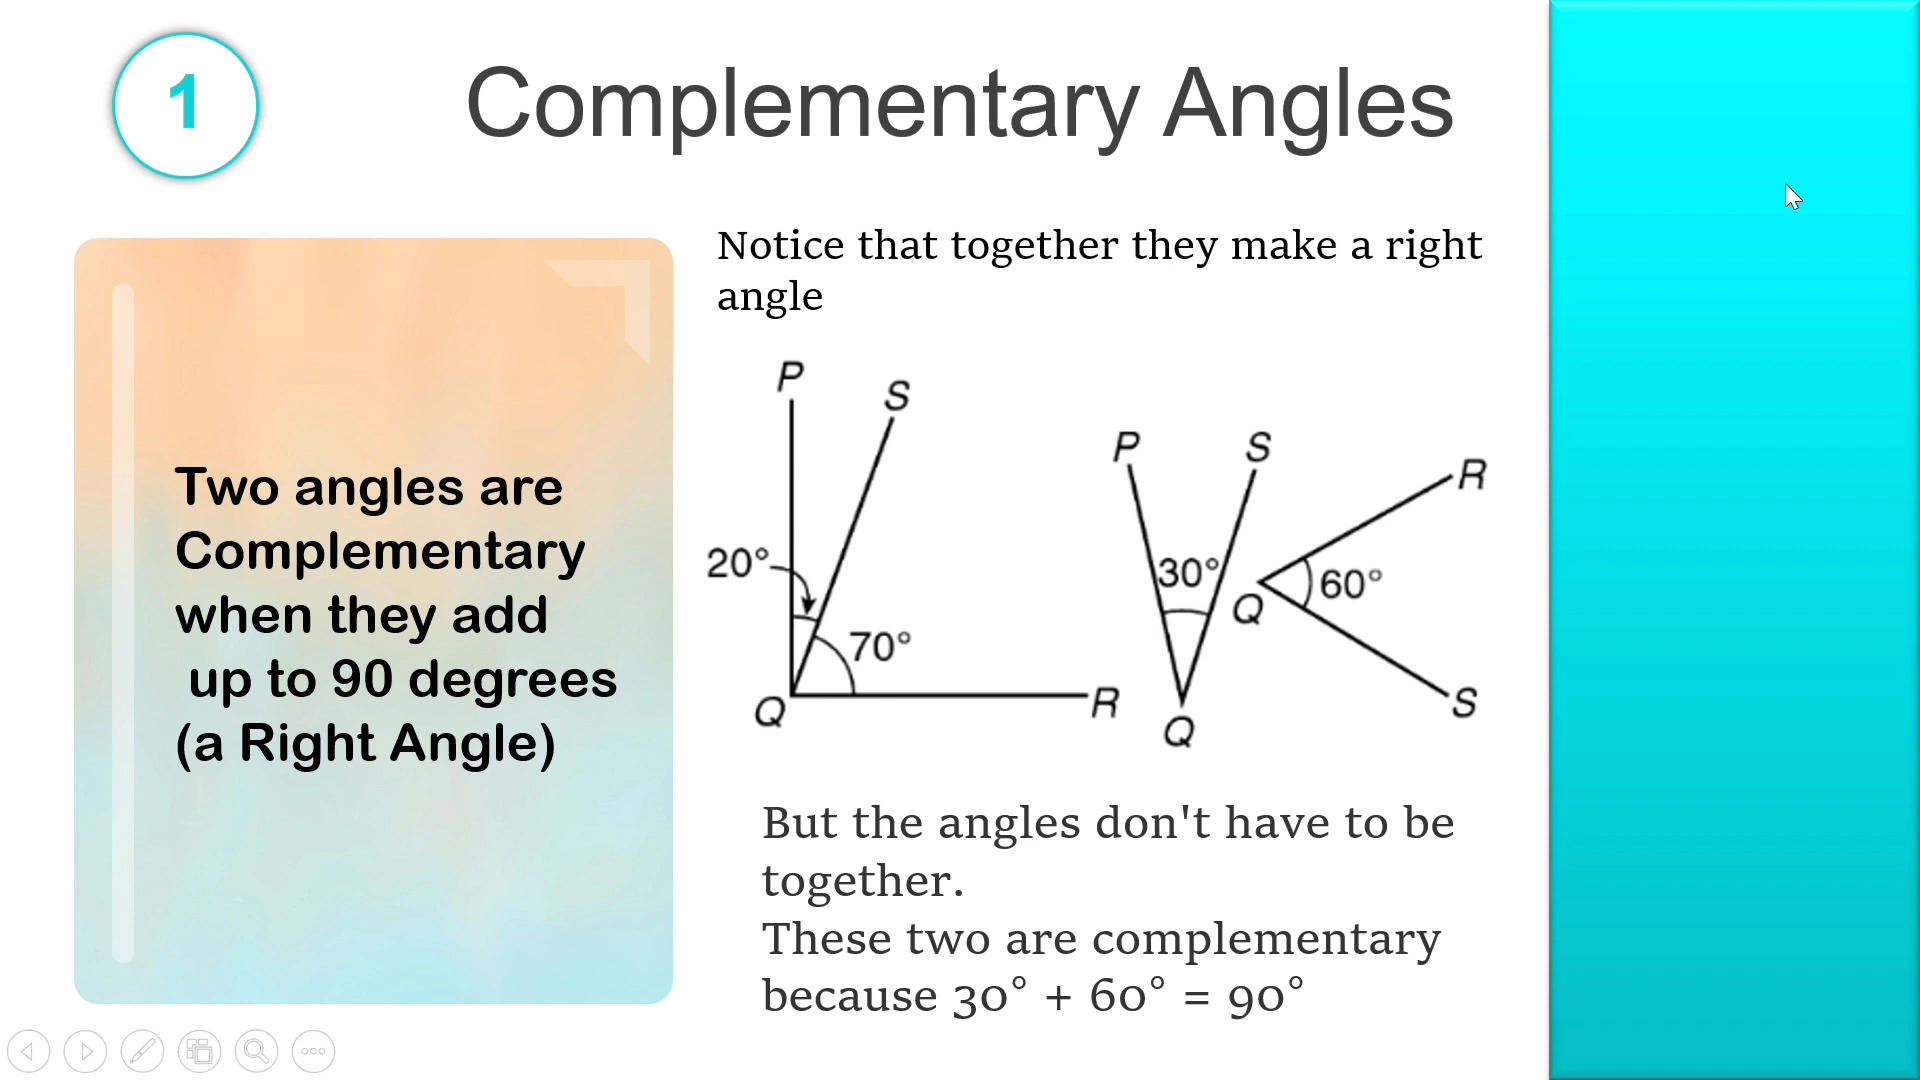 1
Complementary Angles
Notice that together they make a right
angle
Two angles are
Complementary
when they add
up to 90 degrees
(a Right Angle)
P
S
20°
70°
Q
R
P
S
30°
Q
R
60°
Q
S
But the angles don't have to be
together.
These two are complementary
because 30° + 60° = 90°